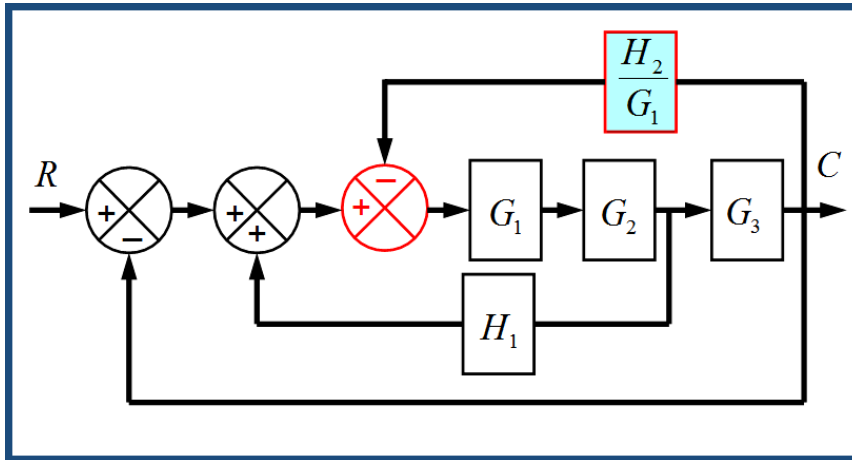 H₂
G₁
R
C
−
+
−
+
+
+
G₁
G₂
G₃
H₁